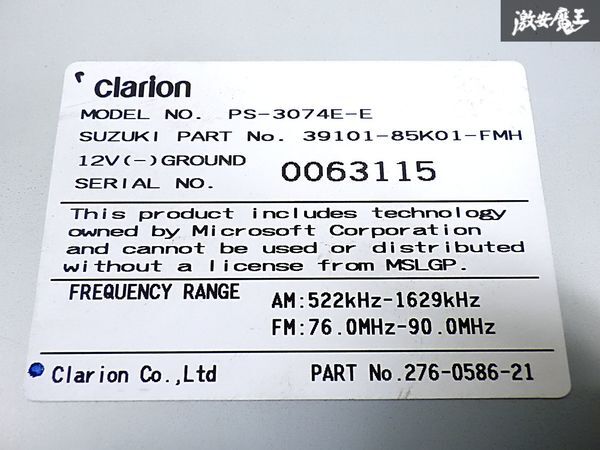 激安魔王
clarion
MODEL NO. PS-3074E-E
SUZUKI PART No. 39101-85K01-FMH
12V(-)GROUND
SERIAL NO. 0063115
This product includes technology
owned by Microsoft Corporation
and cannot be used or distributed
without a license from MSLGP.
FREQUENCY RANGE AM:522kHz-1629kHz
FM:76.0MHz-90.0MHz
Clarion Co.,Ltd PART No.276-0586-21